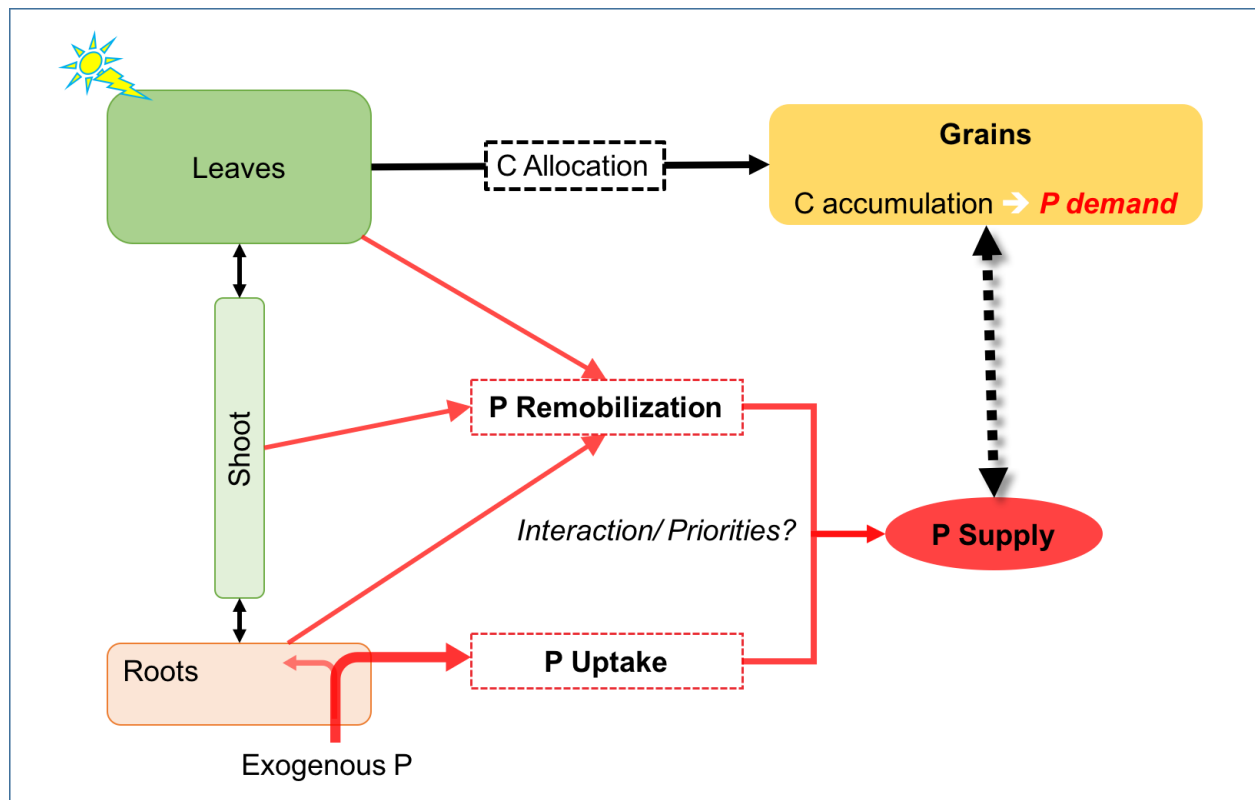 Leaves
C Allocation
Grains
C accumulation ➔ P demand
Shoot
P Remobilization
Interaction/ Priorities?
P Supply
Roots
P Uptake
Exogenous P